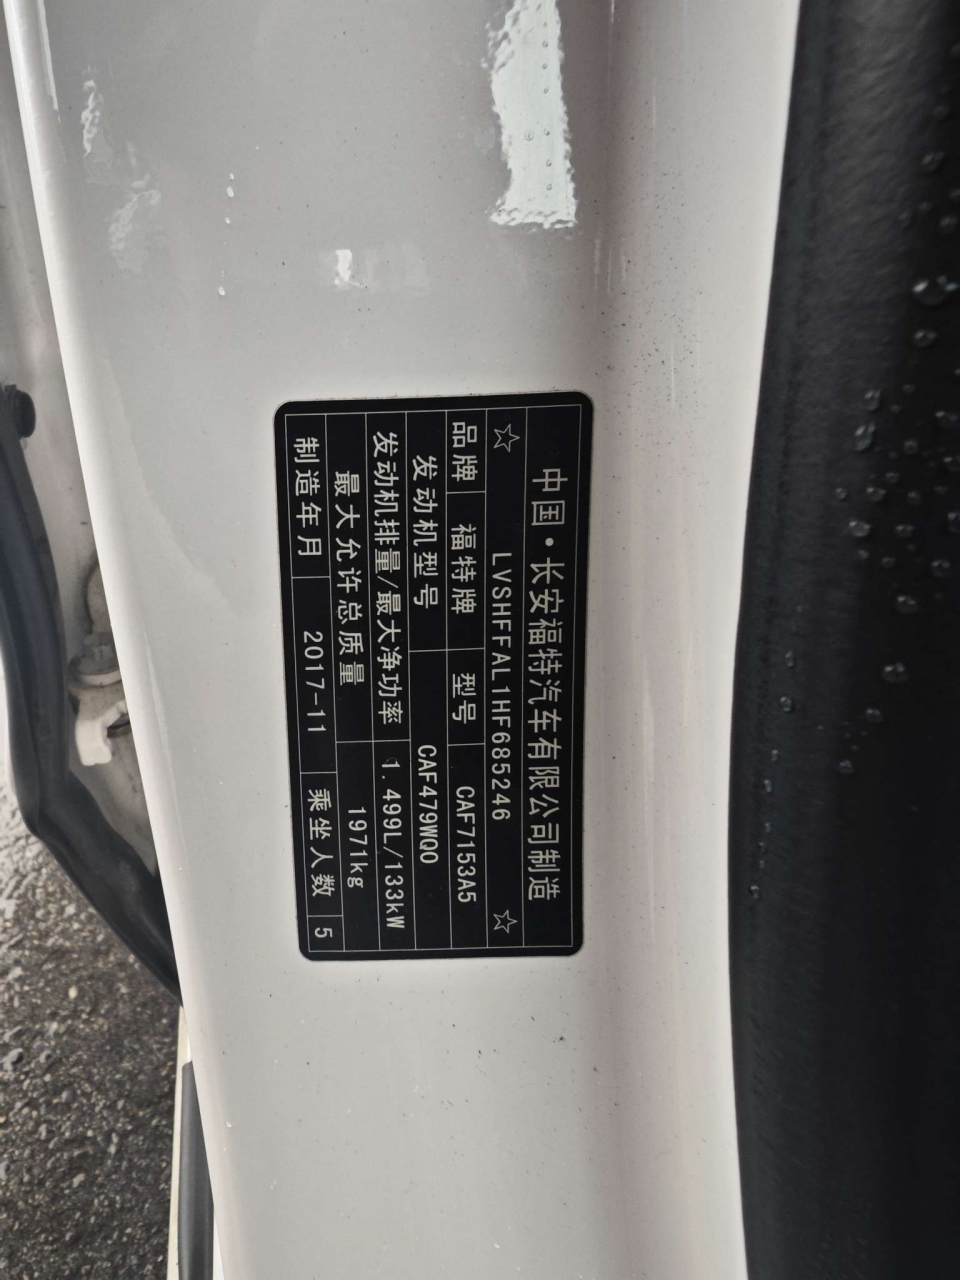 中国·长安福特汽车有限公司制造
☆ LVSHFFAL1HF685246 ☆
品牌 福特牌 型号 CAF7153A5
发动机型号 CAF479WQ0
发动机排量/最大净功率 1.499L/133kW
最大允许总质量 1971kg
制造年月 2017-11 乘坐人数 5